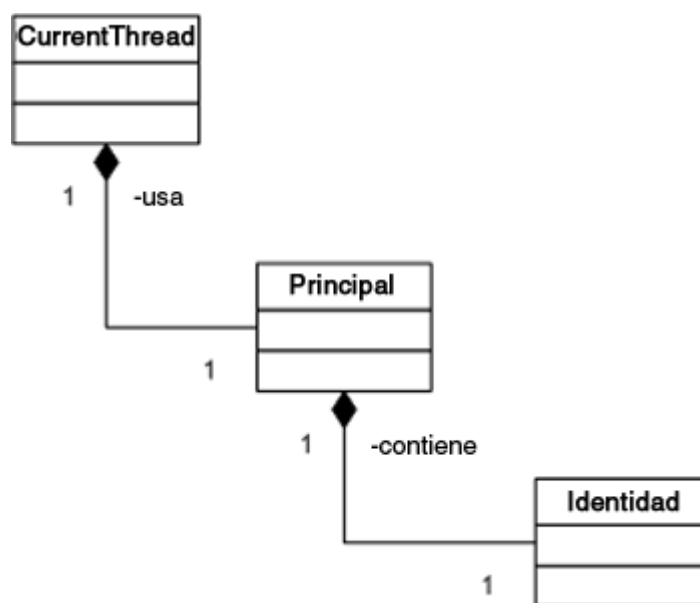 CurrentThread
1 -usa
Principal
1
1 -contiene
Identidad
1